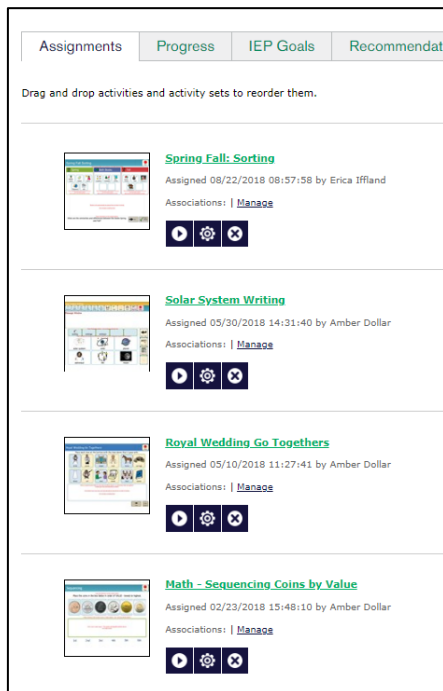 Assignments
Progress
IEP Goals
Recommendat
Drag and drop activities and activity sets to reorder them.
Spring Fall: Sorting
Assigned 08/22/2018 08:57:58 by Erica Iffland
Associations: | Manage
Solar System Writing
Assigned 05/30/2018 14:31:40 by Amber Dollar
Associations: | Manage
Royal Wedding Go Togethers
Assigned 05/10/2018 11:27:41 by Amber Dollar
Associations: | Manage
Math - Sequencing Coins by Value
Assigned 02/23/2018 15:48:10 by Amber Dollar
Associations: | Manage